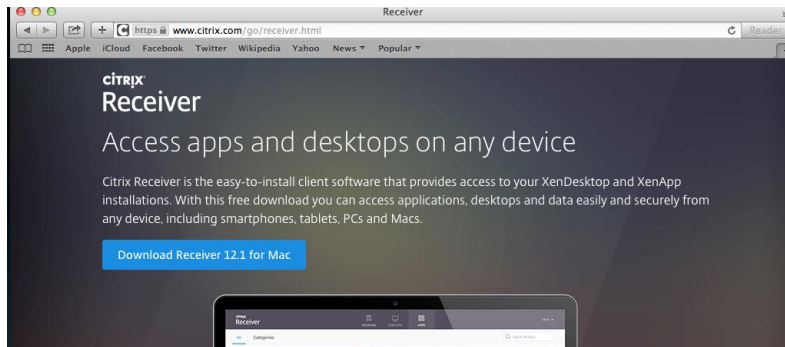 Receiver
https www.citrix.com/go/receiver.html
Reader
Apple iCloud Facebook Twitter Wikipedia Yahoo News Popular
CİTRIX
Receiver
Access apps and desktops on any device
Citrix Receiver is the easy-to-install client software that provides access to your XenDesktop and XenApp
installations. With this free download you can access applications, desktops and data easily and securely from
any device, including smartphones, tablets, PCs and Macs.
Download Receiver 12.1 for Mac
citrix
Receiver
All Categories